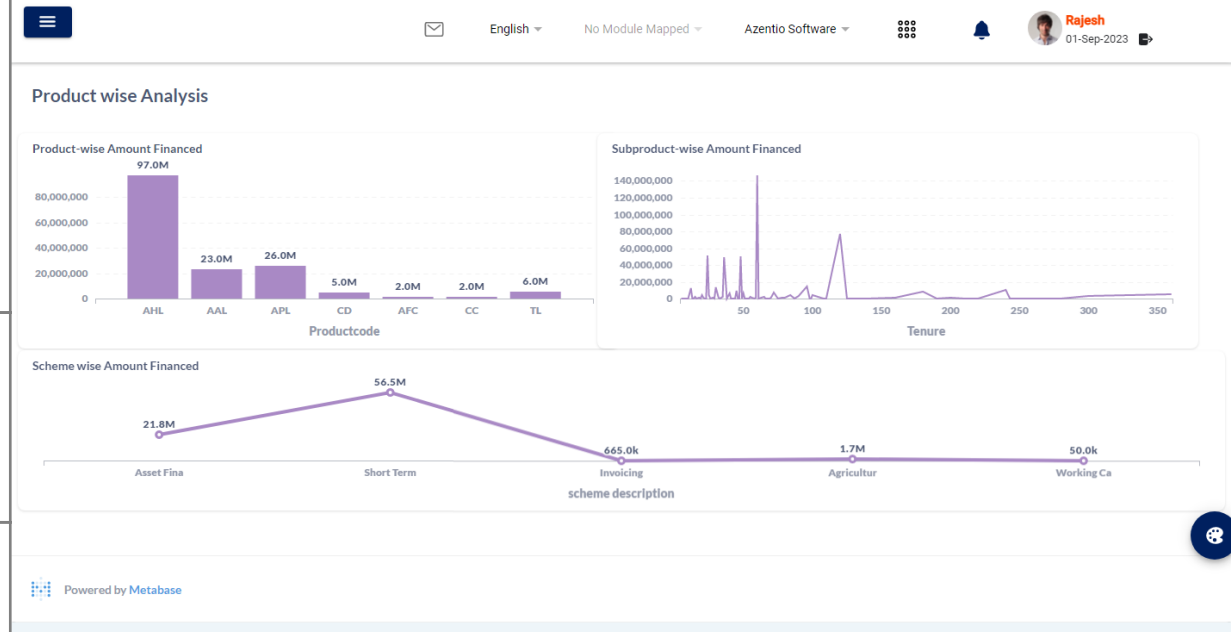 English
No Module Mapped
Azentio Software
Rajesh
01-Sep-2023
Product wise Analysis
Product-wise Amount Financed
97.0M
80,000,000
60,000,000
40,000,000
20,000,000
0
23.0M
26.0M
5.0M
2.0M
2.0M
6.0M
AHL
AAL
APL
CD
AFC
CC
TL
Productcode
Subproduct-wise Amount Financed
140,000,000
120,000,000
100,000,000
80,000,000
60,000,000
40,000,000
20,000,000
0
50
100
150
200
250
300
350
Tenure
Scheme wise Amount Financed
21.8M
56.5M
665.0k
1.7M
50.0k
Asset Fina
Short Term
Invoicing
Agricultur
Working Ca
scheme description
Powered by Metabase